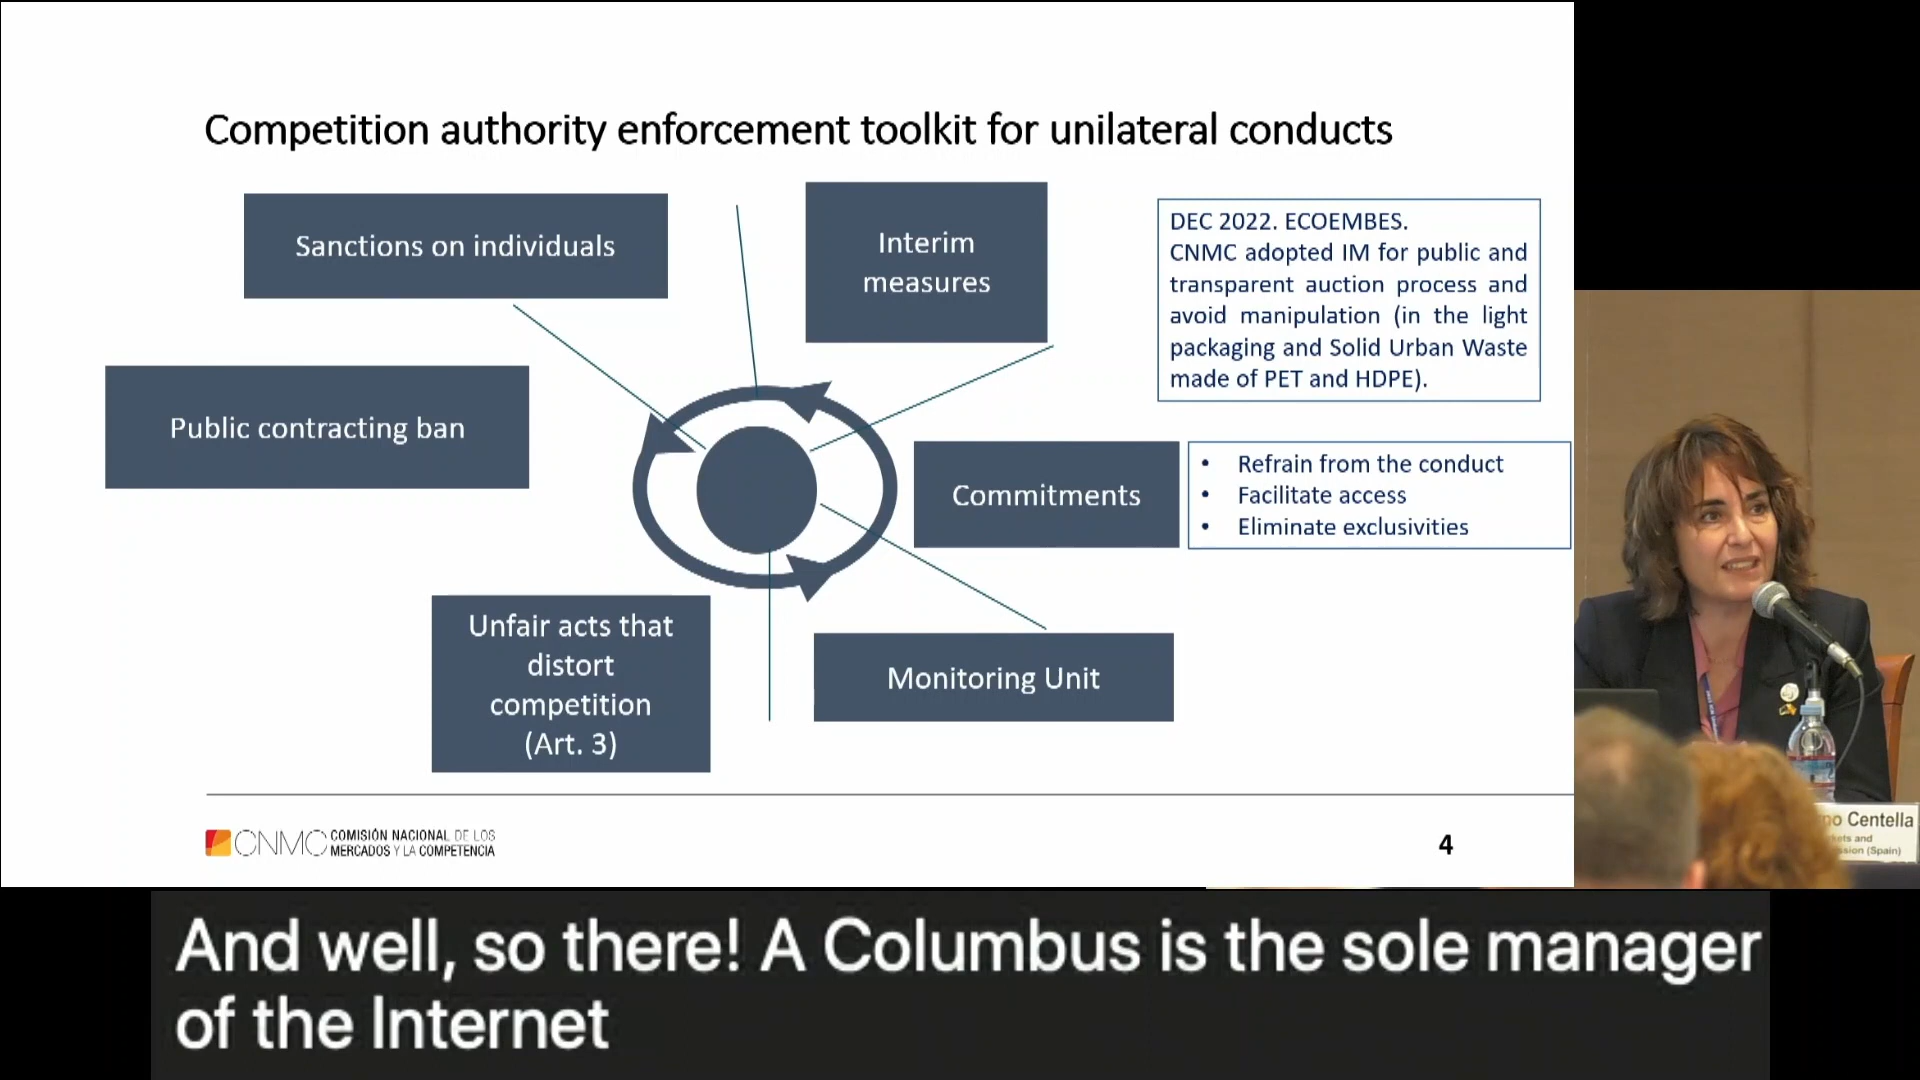 Competition authority enforcement toolkit for unilateral conducts
Sanctions on individuals
Interim
measures
DEC 2022. ECOEMBES.
CNMC adopted IM for public and
transparent auction process and
avoid manipulation (in the light
packaging and Solid Urban Waste
made of PET and HDPE).
Public contracting ban
Commitments
• Refrain from the conduct
• Facilitate access
• Eliminate exclusivities
Unfair acts that
distort
competition
(Art. 3)
Monitoring Unit
CNMC COMISIÓN NACIONAL DE LOS
MERCADOS Y LA COMPETENCIA
4
Centella
(Spain)
And well, so there! A Columbus is the sole manager
of the Internet